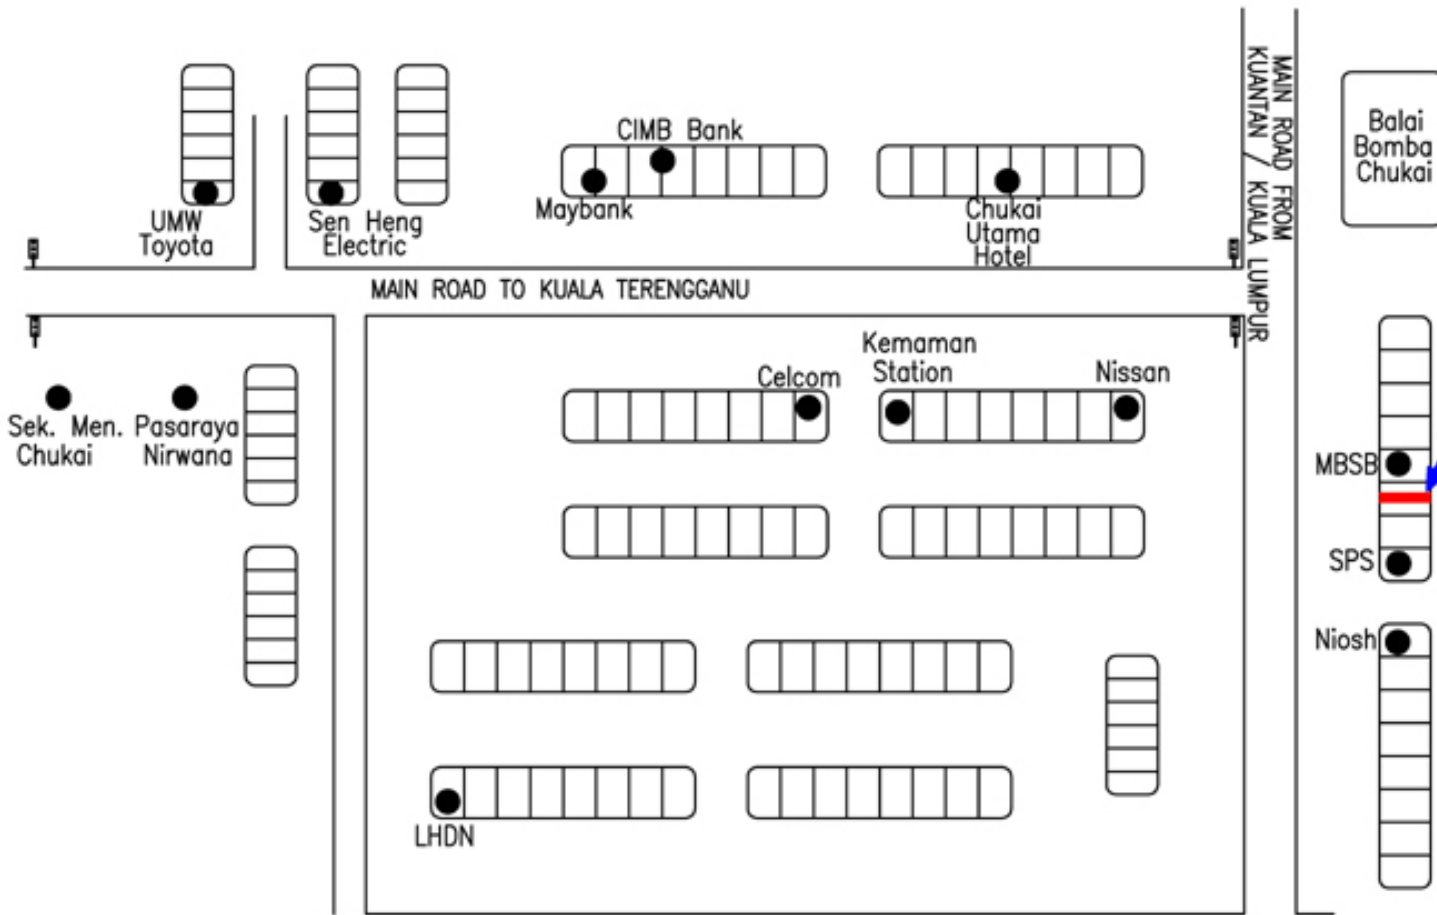 CIMB Bank
Maybank
Chukai
Utama
Hotel
UMW
Toyota
Sen Heng
Electric
MAIN ROAD FROM
KUANTAN / KUALA LUMPUR
Balai
Bomba
Chukai
MAIN ROAD TO KUALA TERENGGANU
Sek. Men.
Chukai
Pasaraya
Nirwana
Celcom
Kemaman
Station
Nissan
MBSB
SPS
Niosh
LHDN